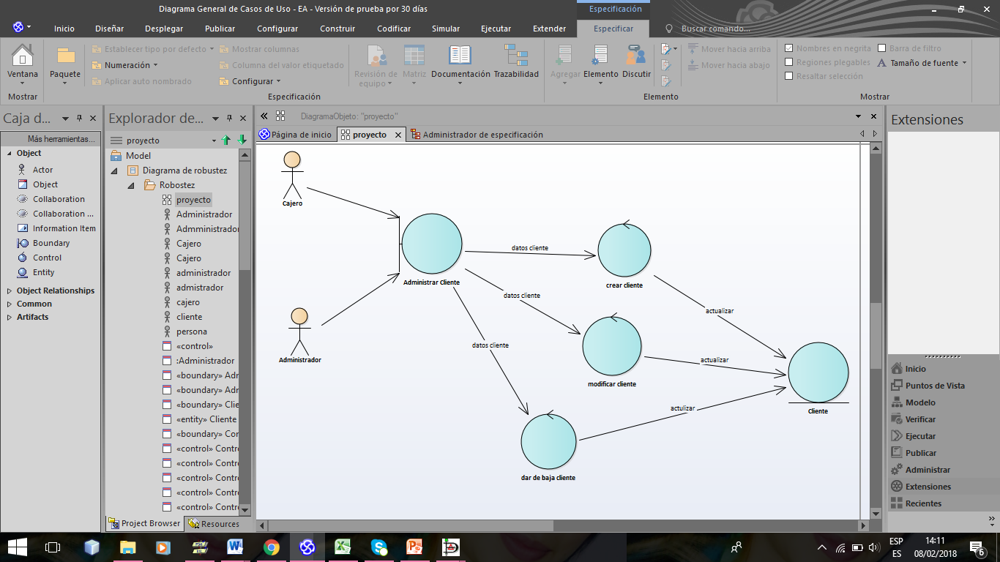 Diagrama General de Casos de Uso - EA - Versión de prueba por 30 días
Especificación
Inicio Diseñar Desplegar Publicar Configurar Construir Codificar Simular Ejecutar Extender Especificar Buscar comando...
Ventana
Mostrar
Paquete
Establecer tipo por defecto
Numeración
Aplicar auto nombrado
Mostrar columnas
Columna del valor etiquetado
Configurar
Revisión de equipo
Matriz
Documentación
Trazabilidad
Especificación
Agregar
Elemento
Discutir
Mover hacia arriba
Mover hacia abajo
Elemento
Nombres en negrita
Barra de filtro
Regiones plegables
Tamaño de fuente
Resaltar selección
Mostrar
Caja d...
Más herramientas...
Object
Actor
Object
Collaboration
Collaboration ...
Information Item
Boundary
Control
Entity
Object Relationships
Common
Artifacts
Explorador de...
proyecto
Model
Diagrama de robustez
Robostez
proyecto
Administrador
Admministrador
Cajero
Cajero
administrador
admistrador
cajero
cliente
persona
«control»
:Administrador
«boundary» Adr
«boundary» Adr
«boundary» Clie
«entity» Cliente
«boundary» Cor
«control» Contr
«control» Contr
«control» Contr
«control» Contr
«control» Contr
Project Browser
Resources
DiagramaObjeto: "proyecto"
Página de inicio
proyecto
Administrador de especificación
Cajero
Administrador
Administrar Cliente
datos cliente
datos cliente
datos cliente
crear cliente
modificar cliente
dar de baja cliente
actualizar
actualizar
actulizar
Cliente
Extensiones
Inicio
Puntos de Vista
Modelo
Verificar
Ejecutar
Publicar
Administrar
Extensiones
Recientes
ESP
ES
14:11
08/02/2018
6